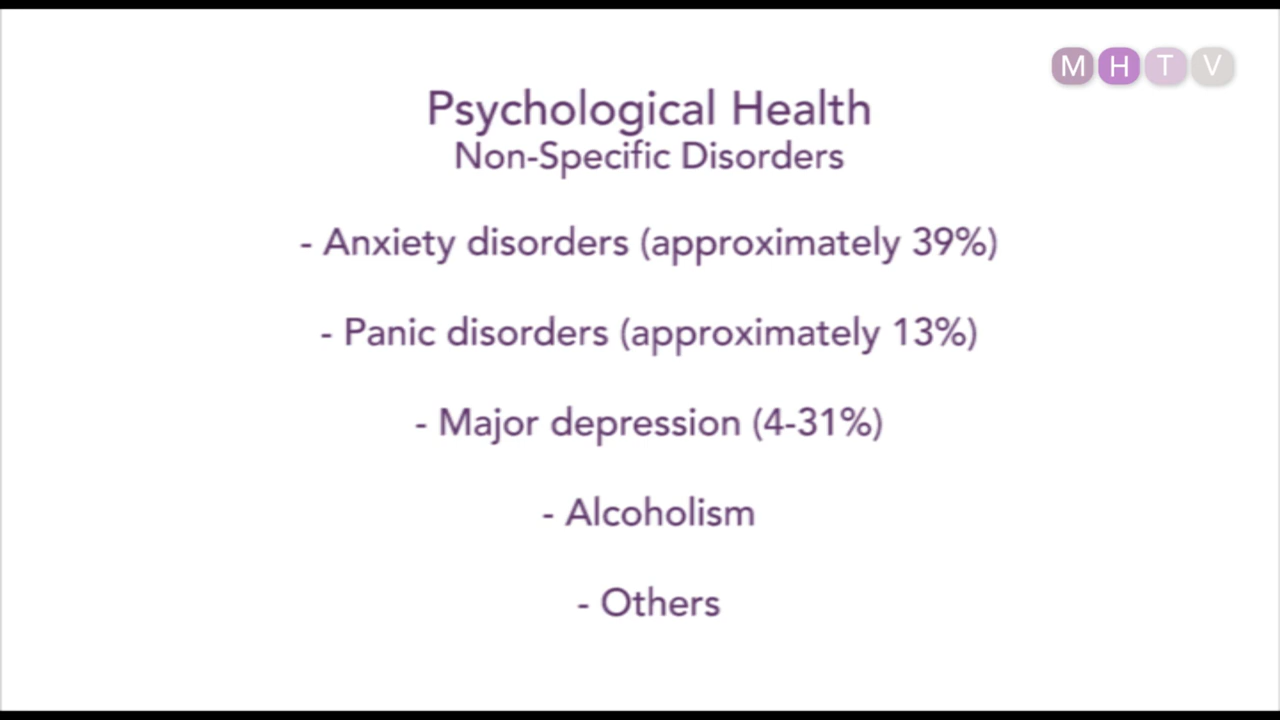 MHTV
Psychological Health
Non-Specific Disorders
- Anxiety disorders (approximately 39%)
- Panic disorders (approximately 13%)
- Major depression (4-31%)
- Alcoholism
- Others